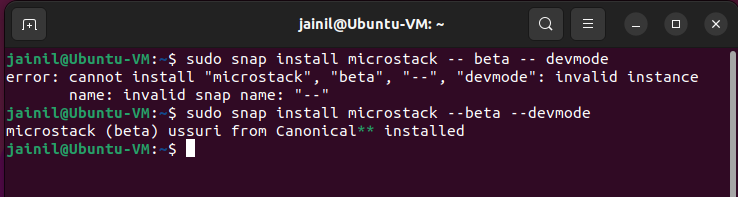 jainil@Ubuntu-VM: ~
jainil@Ubuntu-VM:~$ sudo snap install microstack -- beta -- devmode
error: cannot install "microstack", "beta", "--", "devmode": invalid instance
       name: invalid snap name: "--"
jainil@Ubuntu-VM:~$ sudo snap install microstack --beta --devmode
microstack (beta) ussuri from Canonical** installed
jainil@Ubuntu-VM:~$